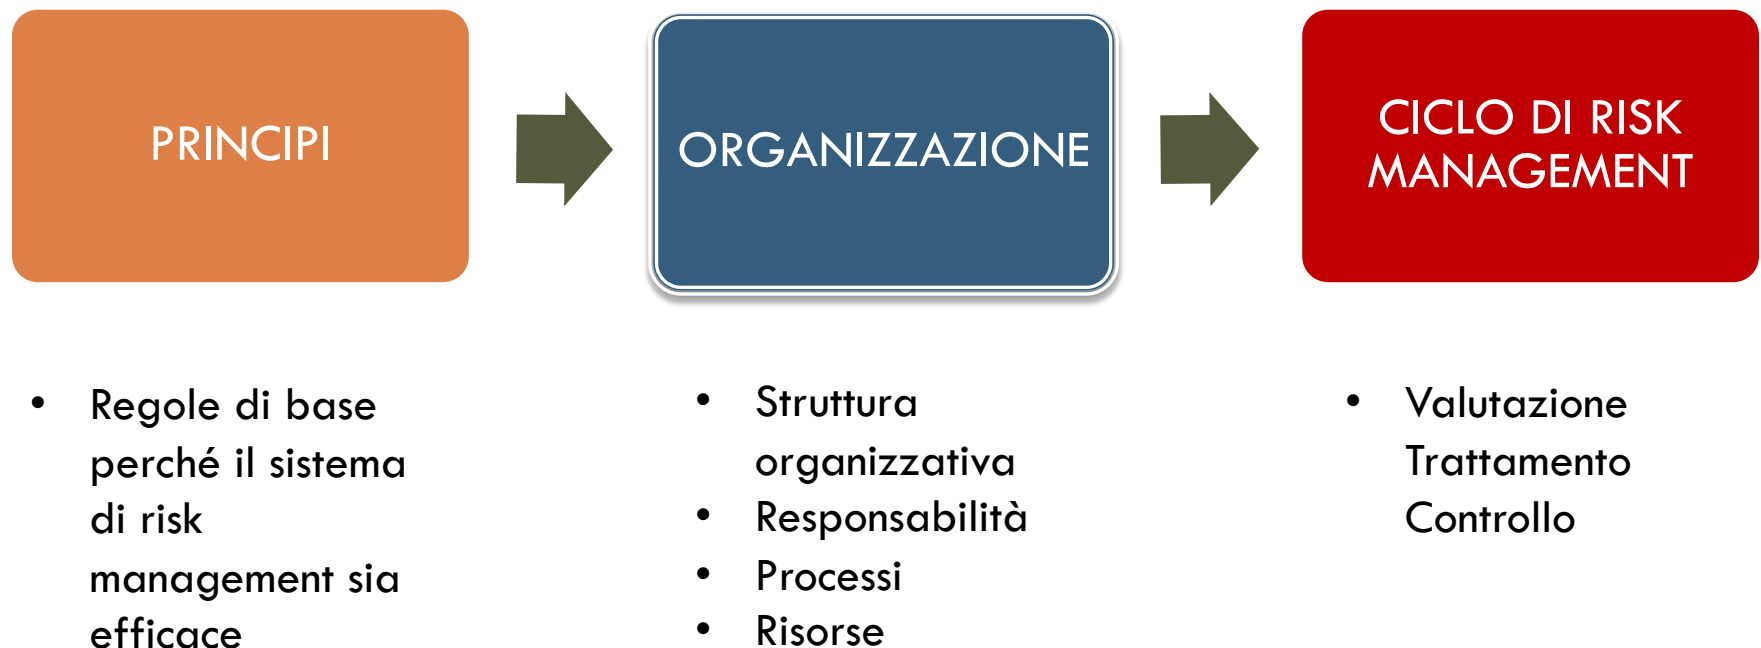 PRINCIPI
ORGANIZZAZIONE
CICLO DI RISK
MANAGEMENT
• Regole di base
perché il sistema
di risk
management sia
efficace
• Struttura
organizzativa
• Responsabilità
• Processi
• Risorse
• Valutazione
Trattamento
Controllo